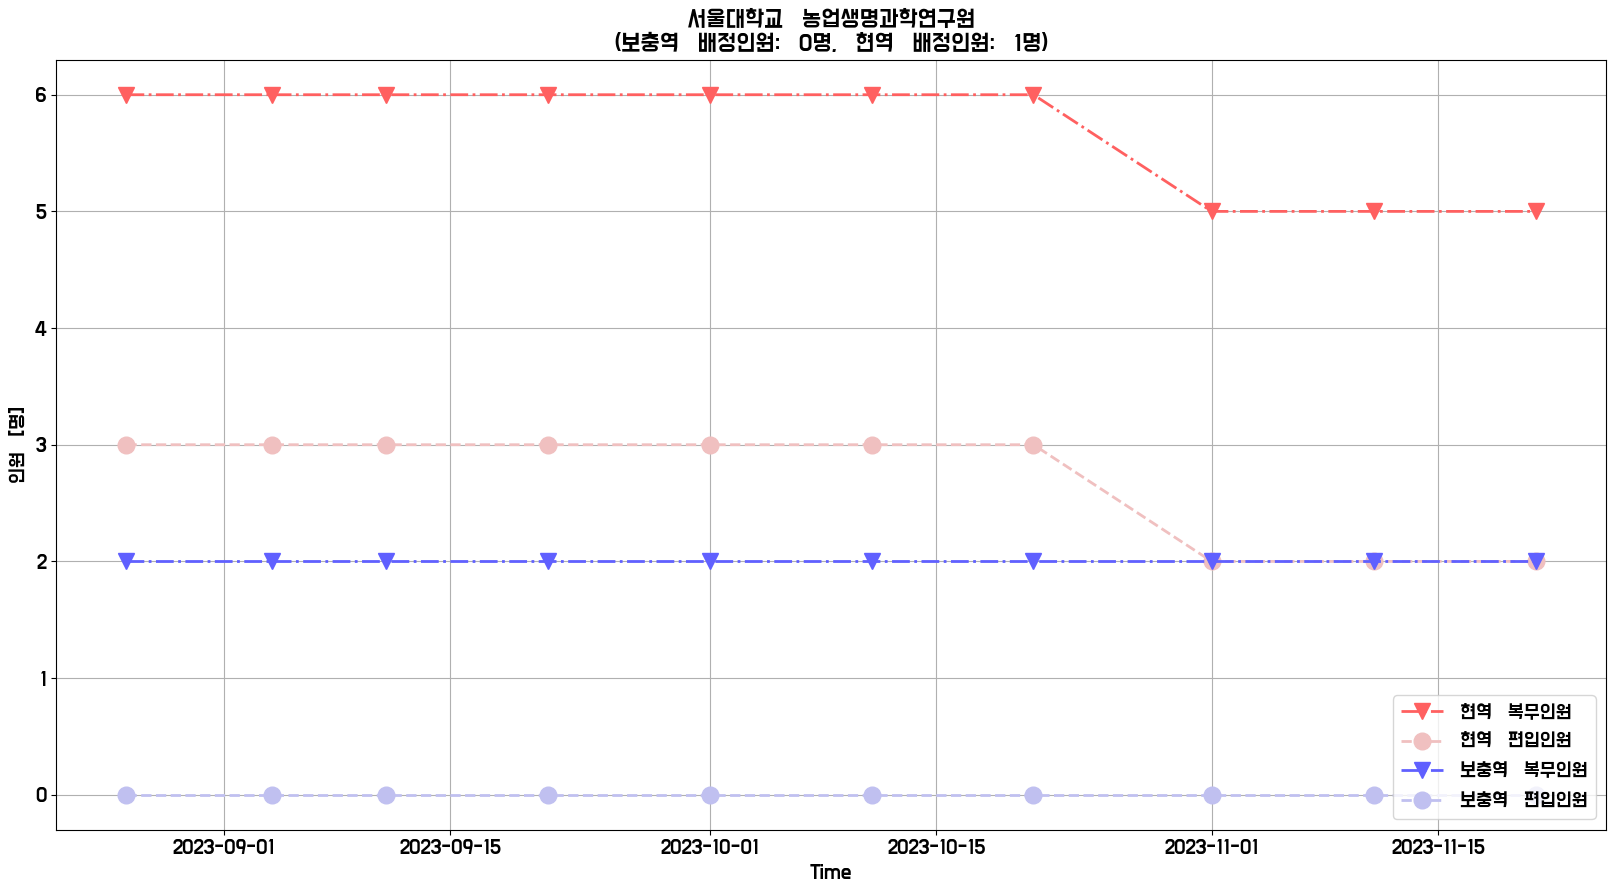 서울대학교 농업생명과학연구원
(보충역 배정인원: 0명, 현역 배정인원: 1명)
6
5
4
3
2
1
0
인원 [명]
현역 복무인원
현역 편입인원
보충역 복무인원
보충역 편입인원
2023-09-01 2023-09-15 2023-10-01 2023-10-15 2023-11-01 2023-11-15
Time